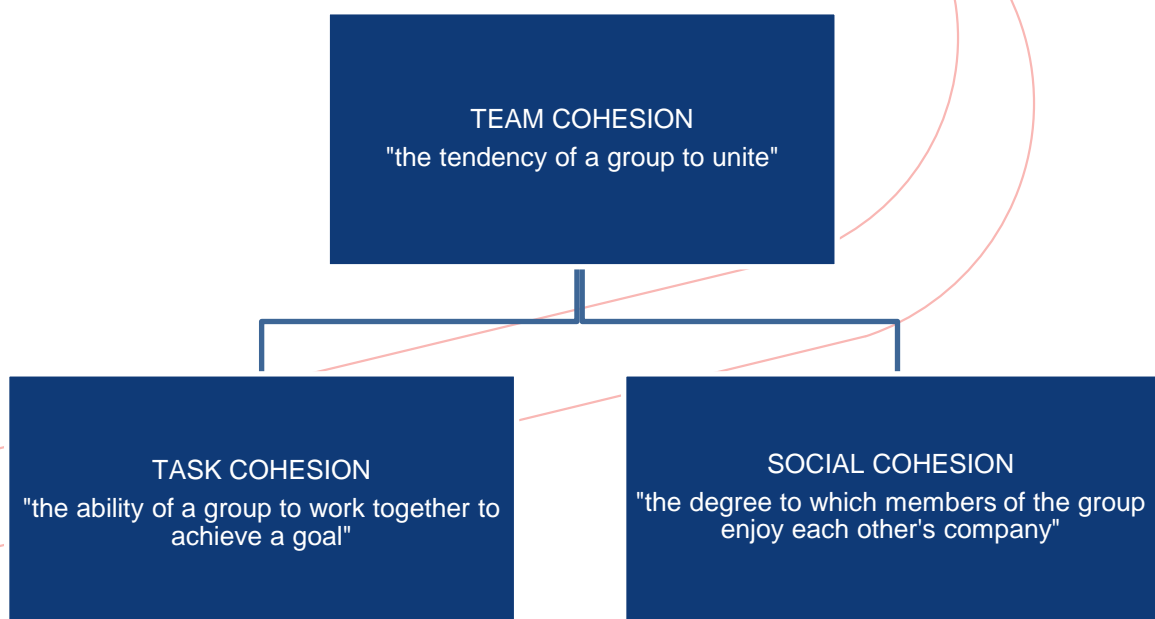 TEAM COHESION
"the tendency of a group to unite"
TASK COHESION
"the ability of a group to work together to
achieve a goal"
SOCIAL COHESION
"the degree to which members of the group
enjoy each other's company"